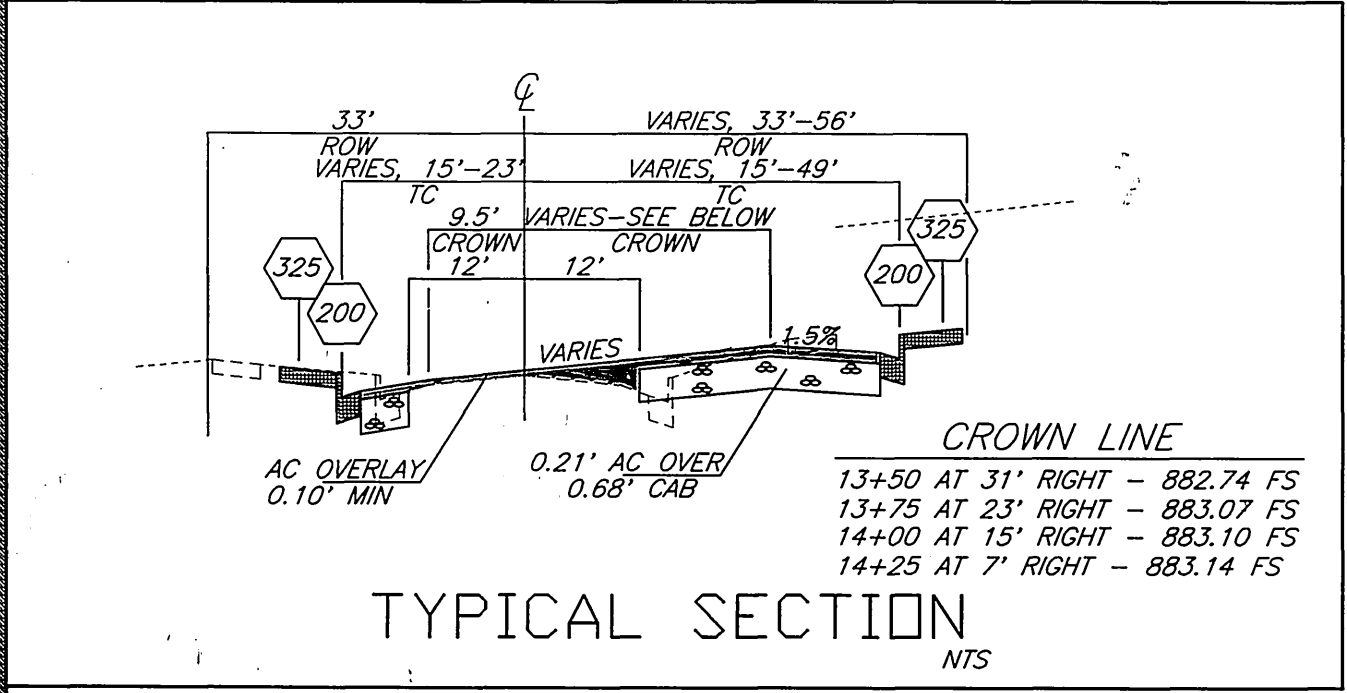 ℄
33' VARIES, 33'-56'
ROW ROW
VARIES, 15'-23' VARIES, 15'-49'
TC TC
9.5' VARIES-SEE BELOW
CROWN CROWN
12' 12'
325
325
200
200
1.5%
VARIES
AC OVERLAY
0.10' MIN
0.21' AC OVER
0.68' CAB
CROWN LINE
13+50 AT 31' RIGHT - 882.74 FS
13+75 AT 23' RIGHT - 883.07 FS
14+00 AT 15' RIGHT - 883.10 FS
14+25 AT 7' RIGHT - 883.14 FS
TYPICAL SECTION
NTS